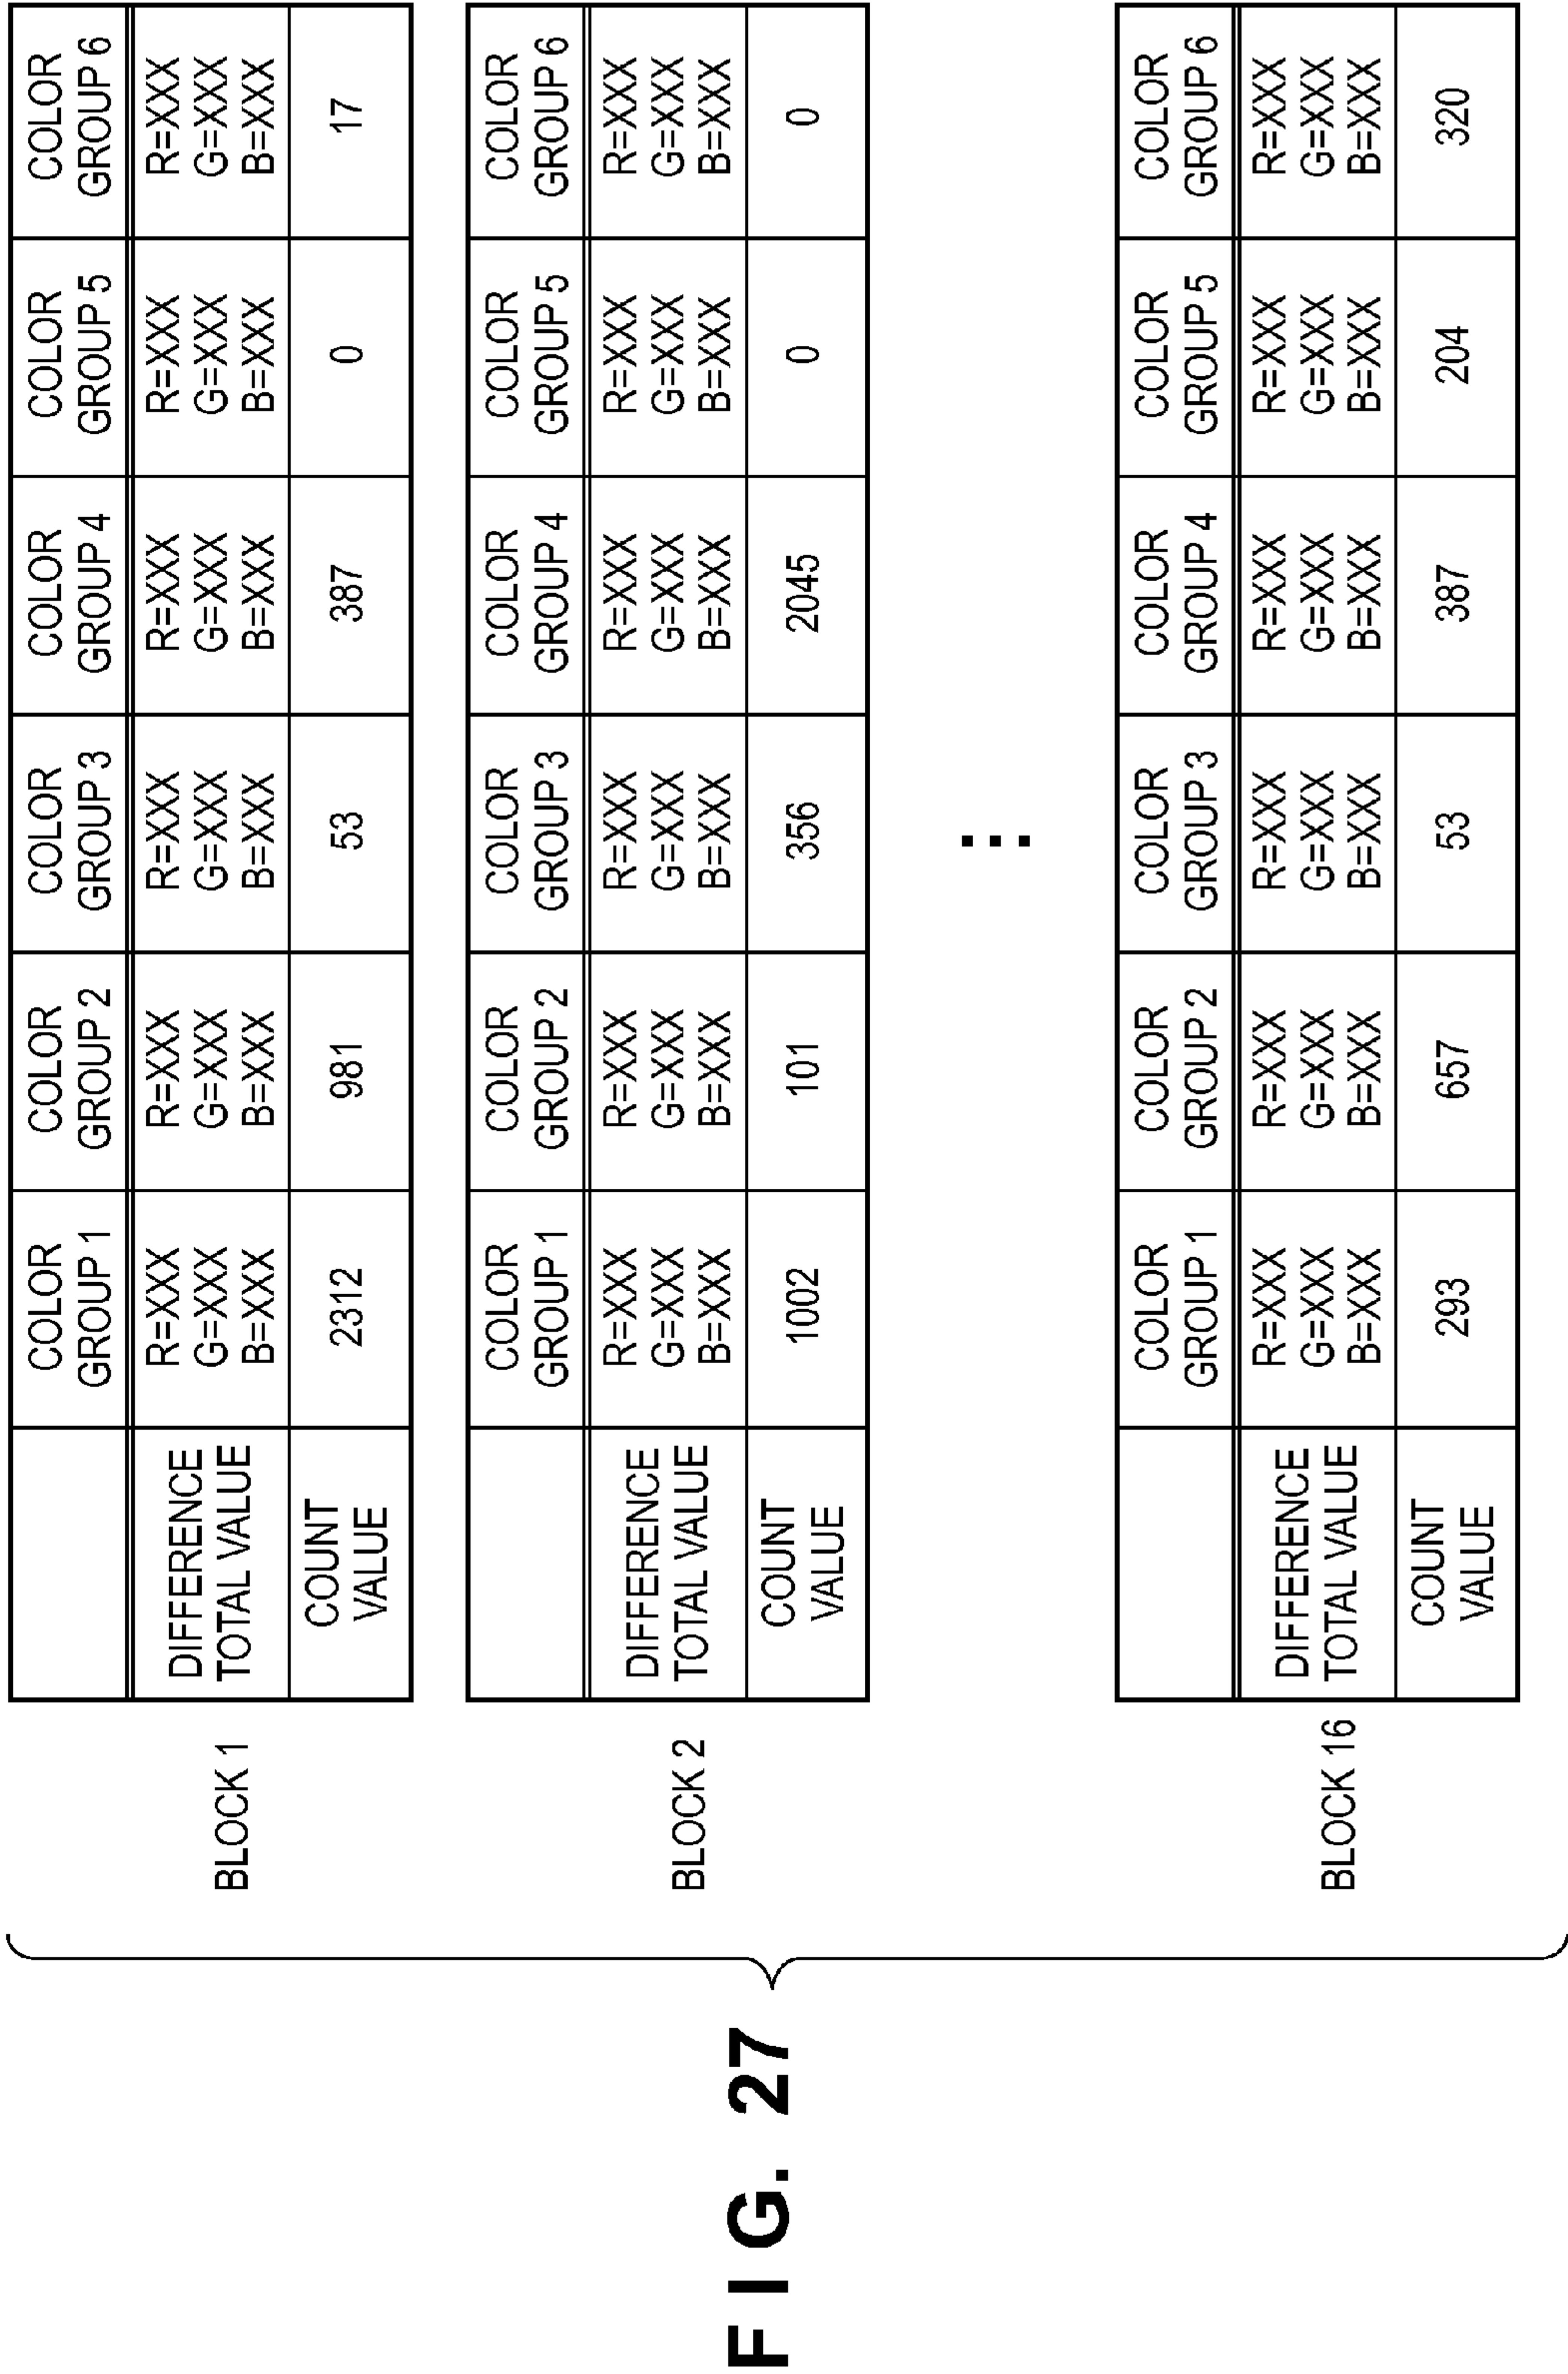 FIG. 27
BLOCK 1
COLOR GROUP 1 COLOR GROUP 2 COLOR GROUP 3 COLOR GROUP 4 COLOR GROUP 5 COLOR GROUP 6
DIFFERENCE TOTAL VALUE
R=XXX R=XXX R=XXX R=XXX R=XXX R=XXX
G=XXX G=XXX G=XXX G=XXX G=XXX G=XXX
B=XXX B=XXX B=XXX B=XXX B=XXX B=XXX
COUNT VALUE 2312 981 53 387 0 17
BLOCK 2
COLOR GROUP 1 COLOR GROUP 2 COLOR GROUP 3 COLOR GROUP 4 COLOR GROUP 5 COLOR GROUP 6
DIFFERENCE TOTAL VALUE
R=XXX R=XXX R=XXX R=XXX R=XXX R=XXX
G=XXX G=XXX G=XXX G=XXX G=XXX G=XXX
B=XXX B=XXX B=XXX B=XXX B=XXX B=XXX
COUNT VALUE 1002 101 356 2045 0 0
...
BLOCK 16
COLOR GROUP 1 COLOR GROUP 2 COLOR GROUP 3 COLOR GROUP 4 COLOR GROUP 5 COLOR GROUP 6
DIFFERENCE TOTAL VALUE
R=XXX R=XXX R=XXX R=XXX R=XXX R=XXX
G=XXX G=XXX G=XXX G=XXX G=XXX G=XXX
B=XXX B=XXX B=XXX B=XXX B=XXX B=XXX
COUNT VALUE 293 657 53 387 204 320